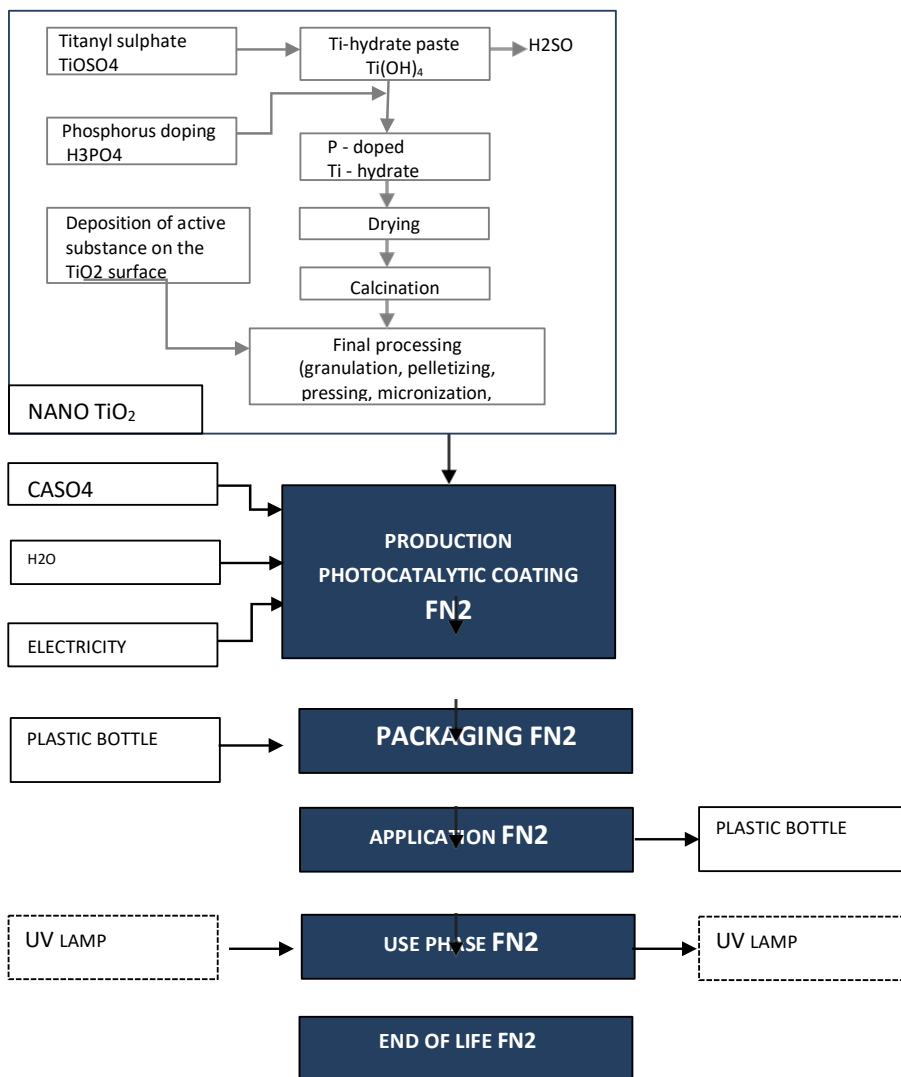 Titanyl sulphate
TiOSO4
Ti-hydrate paste
Ti(OH)₄
H2SO
Phosphorus doping
H3PO4
P - doped
Ti - hydrate
Deposition of active
substance on the
TiO2 surface
Drying
Calcination
Final processing
(granulation, pelletizing,
pressing, micronization,
NANO TiO₂
CASO4
H2O
ELECTRICITY
PRODUCTION
PHOTOCATALYTIC COATING
FN2
PLASTIC BOTTLE
PACKAGING FN2
APPLICATION FN2
PLASTIC BOTTLE
UV LAMP
USE PHASE FN2
UV LAMP
END OF LIFE FN2